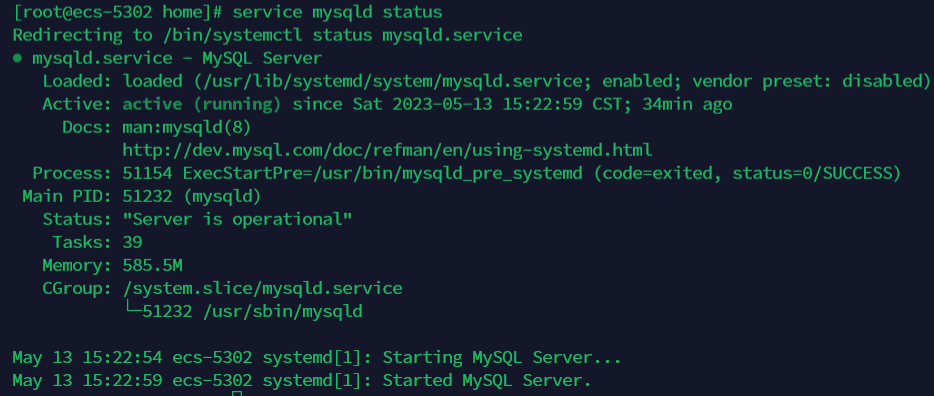 [root@ecs-5302 home]# service mysqld status
Redirecting to /bin/systemctl status mysqld.service
● mysqld.service - MySQL Server
   Loaded: loaded (/usr/lib/systemd/system/mysqld.service; enabled; vendor preset: disabled)
   Active: active (running) since Sat 2023-05-13 15:22:59 CST; 34min ago
     Docs: man:mysqld(8)
           http://dev.mysql.com/doc/refman/en/using-systemd.html
  Process: 51154 ExecStartPre=/usr/bin/mysqld_pre_systemd (code=exited, status=0/SUCCESS)
 Main PID: 51232 (mysqld)
   Status: "Server is operational"
    Tasks: 39
   Memory: 585.5M
   CGroup: /system.slice/mysqld.service
           └─51232 /usr/sbin/mysqld
May 13 15:22:54 ecs-5302 systemd[1]: Starting MySQL Server...
May 13 15:22:59 ecs-5302 systemd[1]: Started MySQL Server.